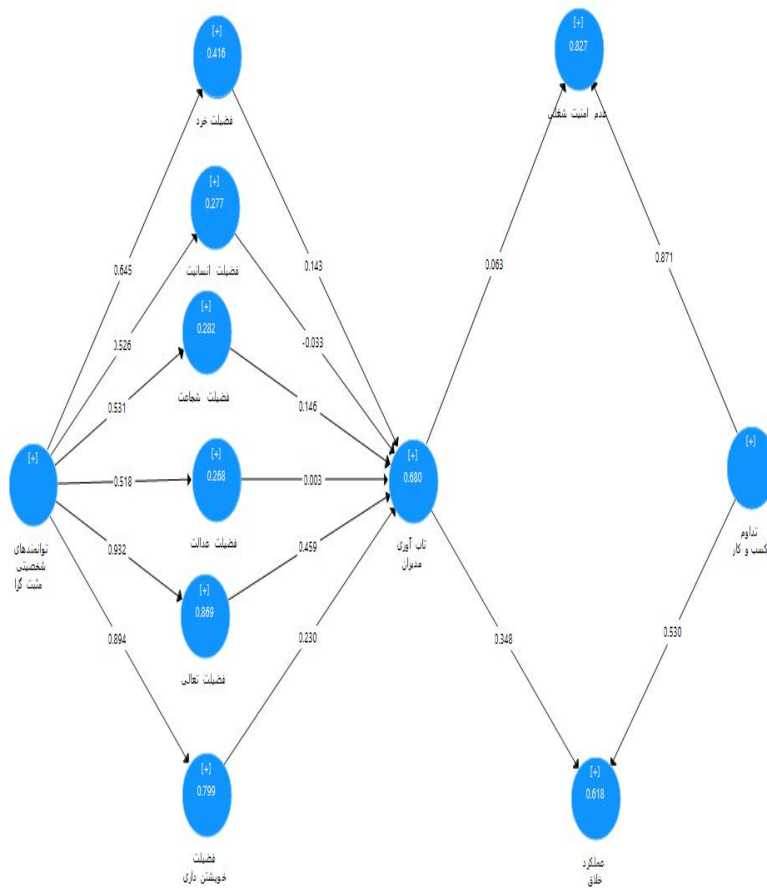 [+]
0.416
فضیلت خرد
[+]
0.827
عدم امنیت شغلی
[+]
0.277
فضیلت انسانیت
0.645
0.143
0.063
0.871
[+]
0.282
فضیلت شجاعت
0.526
-0.033
0.531
0.146
[+]
توانمندهای
شخصیتی
مثبت گرا
0.518
[+]
0.268
فضیلت عدالت
0.003
[+]
0.680
تاب آوری
مدیران
[+]
تداوم
کسب و کار
0.932
0.459
[+]
0.869
فضیلت تعالی
0.894
0.230
0.348
0.530
[+]
0.799
فضیلت
خویشتن داری
[+]
0.618
عملکرد
خلاق